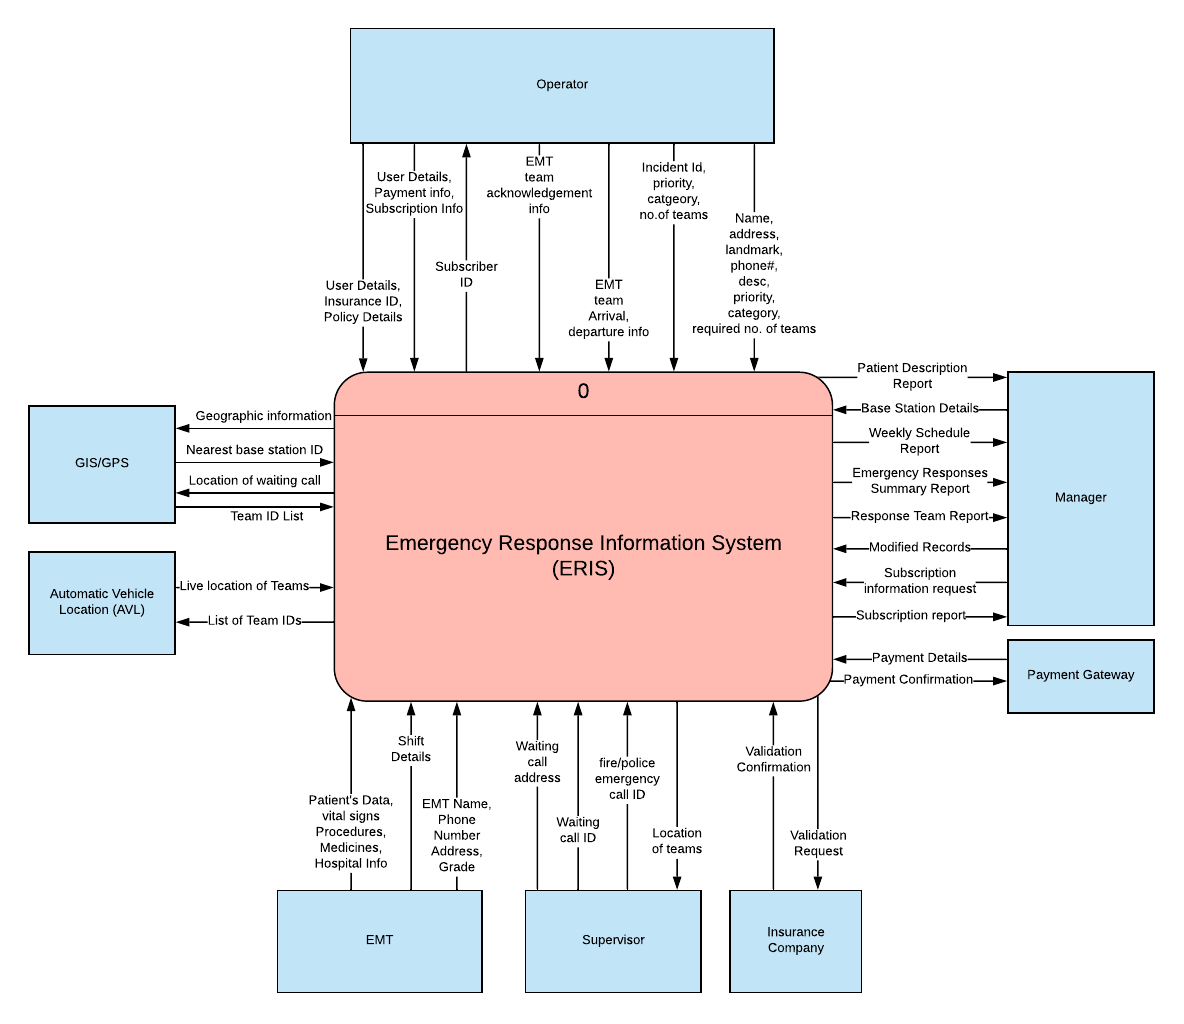 Operator
User Details,
Insurance ID,
Policy Details
User Details,
Payment info,
Subscription Info
Subscriber
ID
EMT
team
acknowledgement
info
EMT
team
Arrival,
departure info
Incident Id,
priority,
catgeory,
no.of teams
Name,
address,
landmark,
phone#,
desc,
priority,
category,
required no. of teams
0
Emergency Response Information System
(ERIS)
GIS/GPS
Geographic information
Nearest base station ID
Location of waiting call
Team ID List
Automatic Vehicle
Location (AVL)
Live location of Teams
List of Team IDs
Patient Description
Report
Base Station Details
Weekly Schedule
Report
Emergency Responses
Summary Report
Response Team Report
Modified Records
Subscription
information request
Subscription report
Manager
Payment Details
Payment Confirmation
Payment Gateway
Patient's Data,
vital signs
Procedures,
Medicines,
Hospital Info
Shift
Details
EMT Name,
Phone
Number
Address,
Grade
EMT
Waiting
call
address
Waiting
call ID
fire/police
emergency
call ID
Location
of teams
Supervisor
Validation
Confirmation
Validation
Request
Insurance
Company